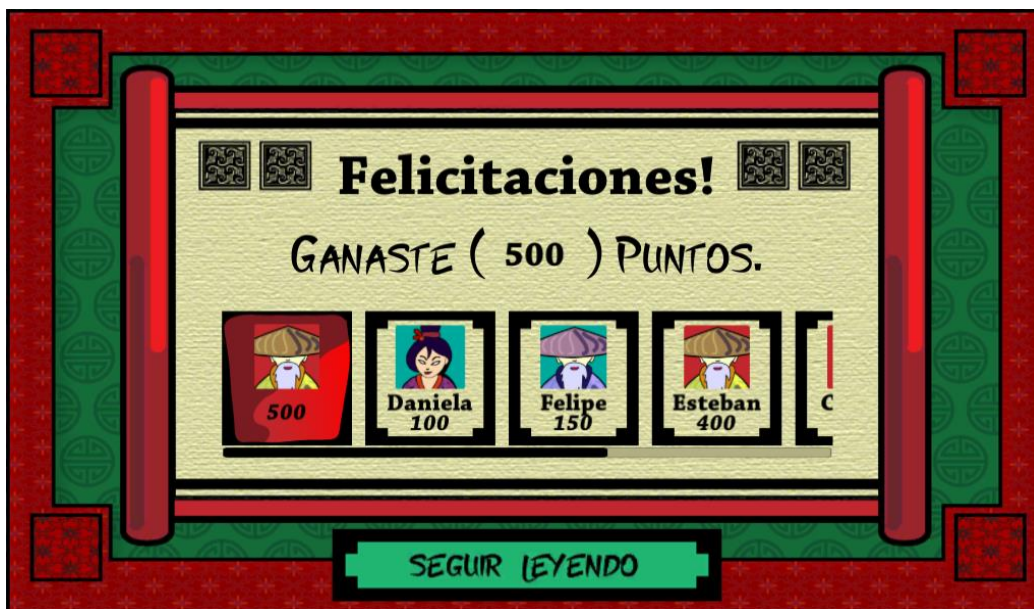 Felicitaciones!
GANASTE ( 500 ) PUNTOS.
500
Daniela
100
Felipe
150
Esteban
400
C
SEGUIR LEYENDO